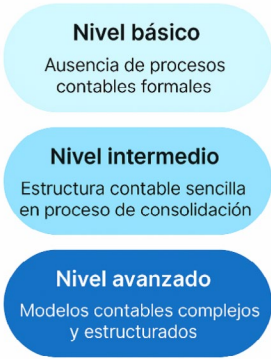 Nivel básico
Ausencia de procesos
contables formales
Nivel intermedio
Estructura contable sencilla
en proceso de consolidación
Nivel avanzado
Modelos contables complejos
y estructurados